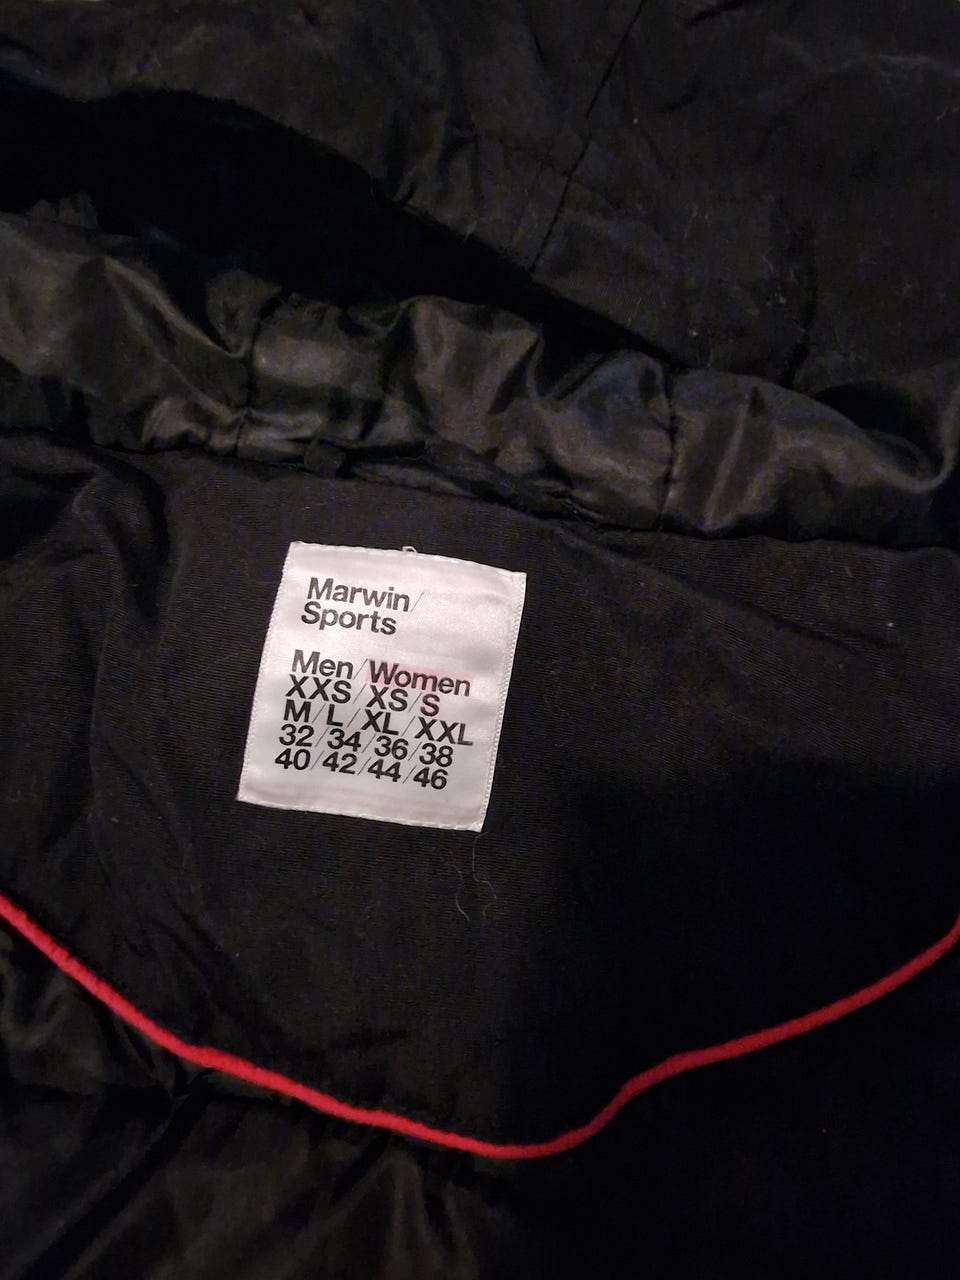 Marwin/
Sports
Men/Women
XXS/XS/S
M/L/XL/XXL
32/34/36/38
40/42/44/46